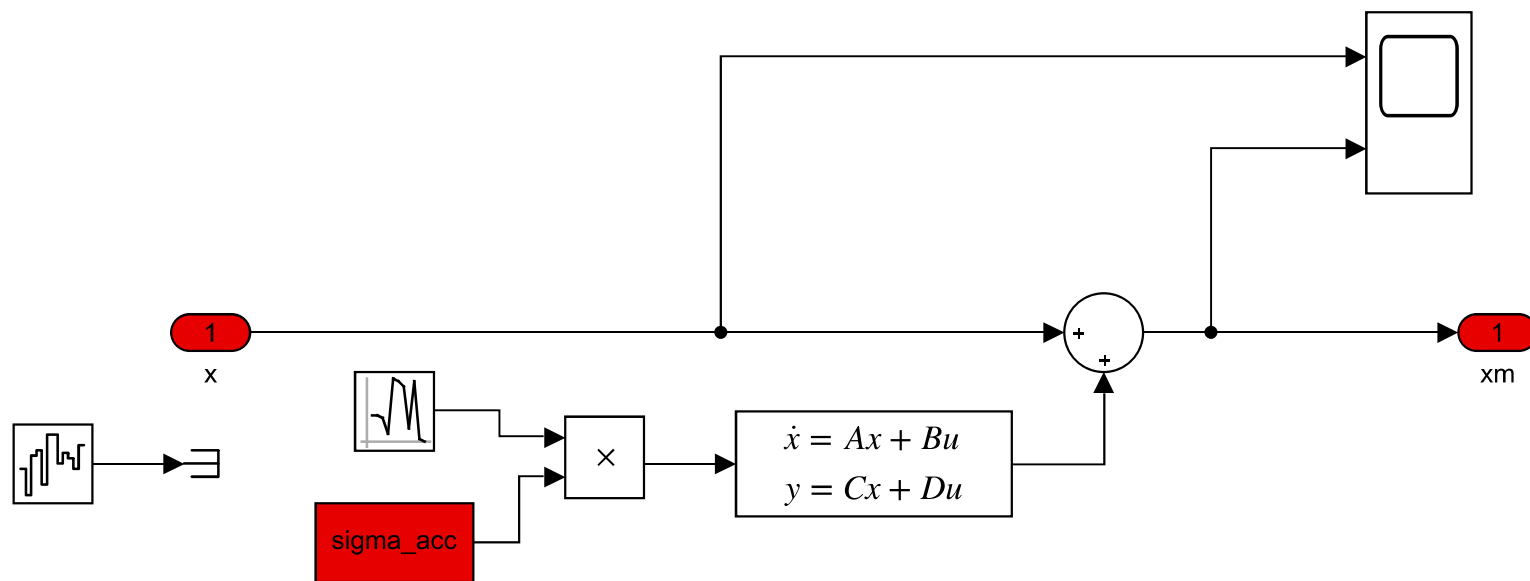 1
x
+
+
1
xm
×
ẋ = Ax + Bu
y = Cx + Du
sigma_acc